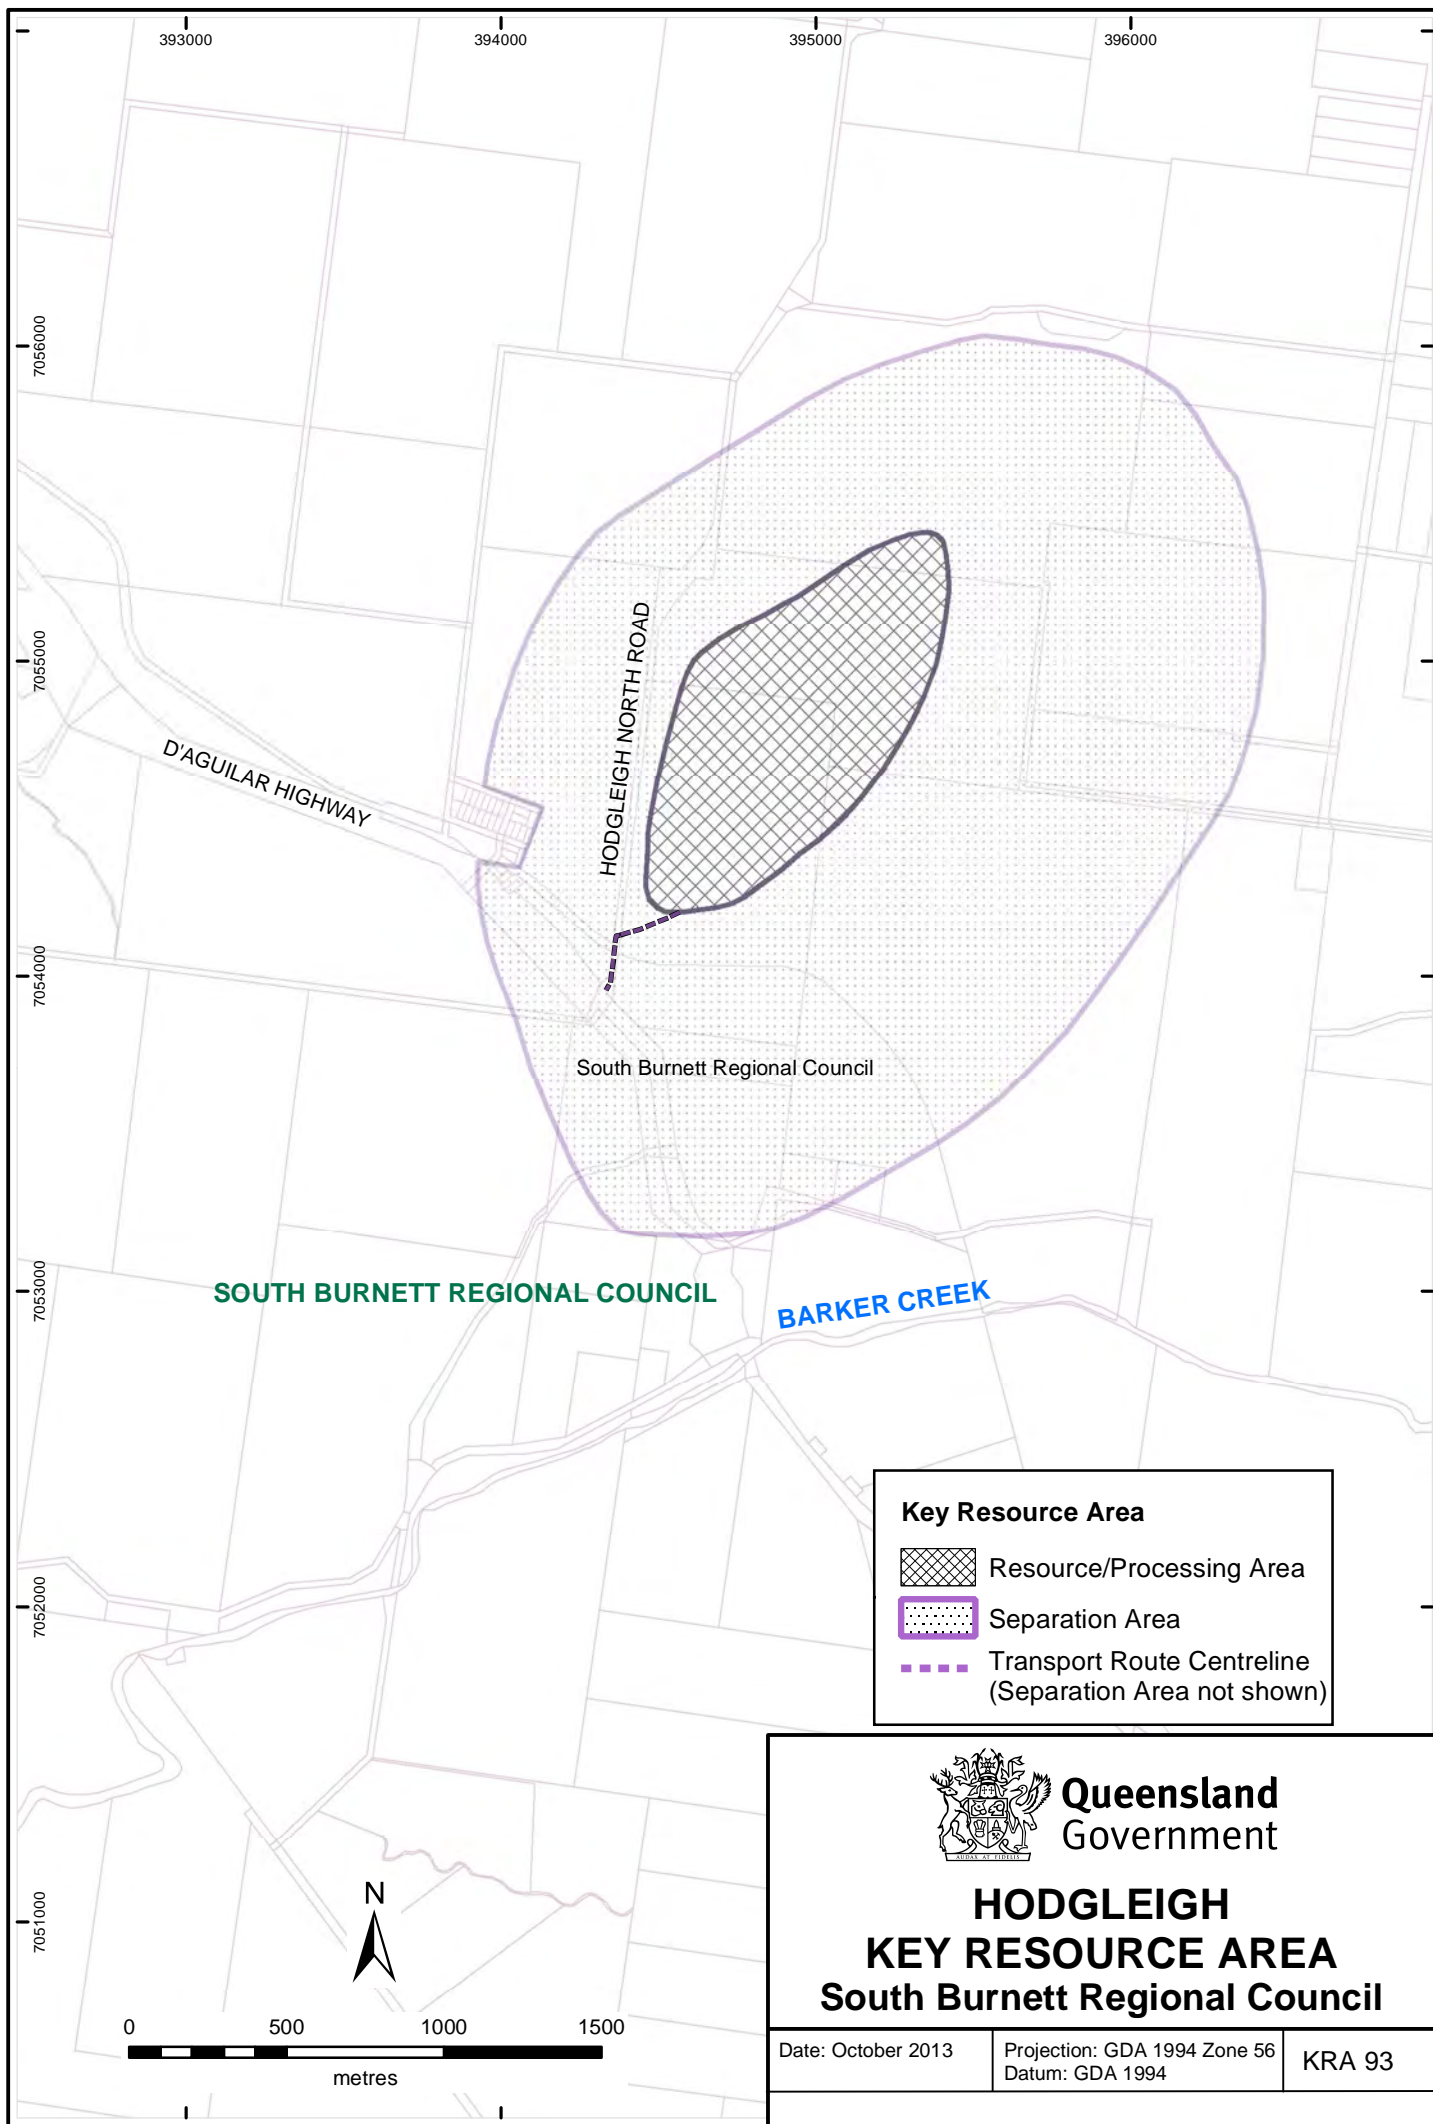 393000
394000
395000
396000
7056000
7055000
7054000
7053000
7052000
7051000
HODGLEIGH NORTH ROAD
D'AGUILAR HIGHWAY
South Burnett Regional Council
SOUTH BURNETT REGIONAL COUNCIL
BARKER CREEK
Key Resource Area
Resource/Processing Area
Separation Area
Transport Route Centreline
(Separation Area not shown)
AUDAX AT FIDELIS
Queensland
Government
HODGLEIGH
KEY RESOURCE AREA
South Burnett Regional Council
Date: October 2013
Projection: GDA 1994 Zone 56
Datum: GDA 1994
KRA 93
N
0 500 1000 1500
metres